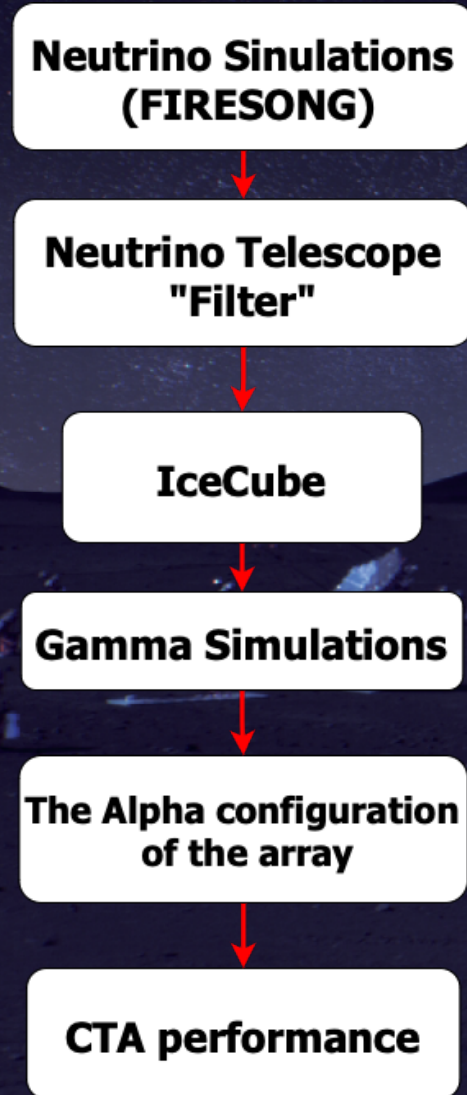 Neutrino Sinulations
(FIRESONG)
Neutrino Telescope
"Filter"
IceCube
Gamma Simulations
The Alpha configuration
of the array
CTA performance